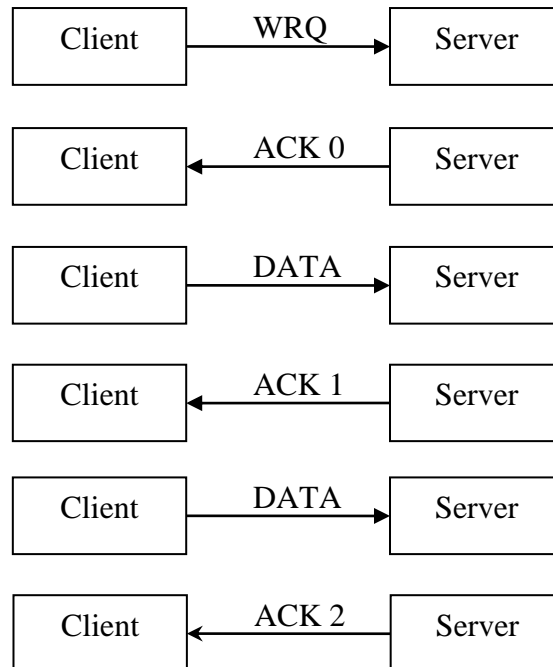 Client WRQ Server
Client ACK 0 Server
Client DATA Server
Client ACK 1 Server
Client DATA Server
Client ACK 2 Server